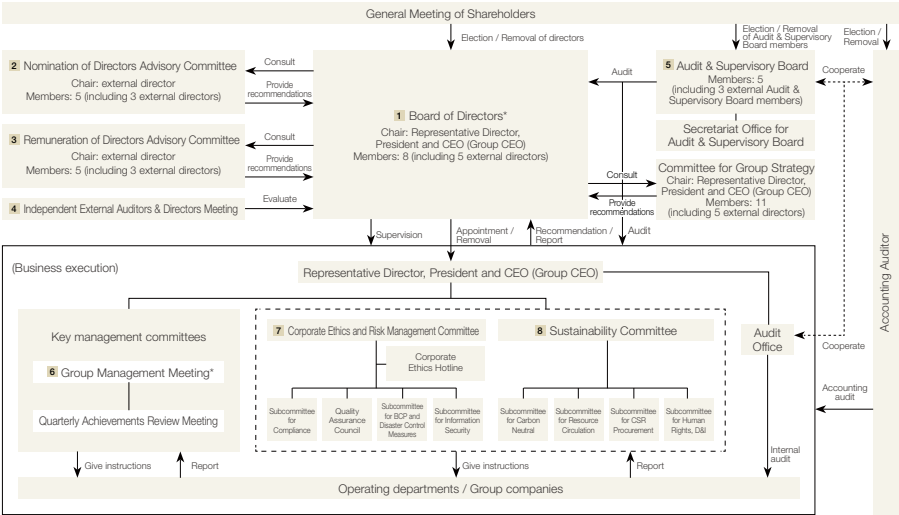 General Meeting of Shareholders
Election / Removal of directors
Election / Removal
of Audit & Supervisory
Board members
Election /
Removal
2 Nomination of Directors Advisory Committee
Chair: external director
Members: 5 (including 3 external directors)
Consult
Provide
recommendations
3 Remuneration of Directors Advisory Committee
Chair: external director
Members: 5 (including 3 external directors)
Consult
Provide
recommendations
4 Independent External Auditors & Directors Meeting
Evaluate
1 Board of Directors*
Chair: Representative Director,
President and CEO (Group CEO)
Members: 8 (including 5 external directors)
Audit
5 Audit & Supervisory Board
Members: 5
(including 3 external Audit &
Supervisory Board members)
Cooperate
Secretariat Office for
Audit & Supervisory Board
Consult
Provide
recommendations
Committee for Group Strategy
Chair: Representative Director,
President and CEO (Group CEO)
Members: 11
(including 5 external directors)
Supervision
Appointment /
Removal
Recommendation /
Report
Audit
Accounting Auditor
(Business execution)
Representative Director, President and CEO (Group CEO)
Key management committees
6 Group Management Meeting*
Quarterly Achievements Review Meeting
7 Corporate Ethics and Risk Management Committee
Corporate
Ethics Hotline
Subcommittee
for
Compliance
Quality
Assurance
Council
Subcommittee
for BCP and
Disaster Control
Measures
Subcommittee
for Information
Security
8 Sustainability Committee
Subcommittee
for Carbon
Neutral
Subcommittee
for Resource
Circulation
Subcommittee
for CSR
Procurement
Subcommittee
for Human
Rights, D&I
Audit
Office
Cooperate
Accounting
audit
Internal
audit
Give instructions
Report
Give instructions
Report
Operating departments / Group companies